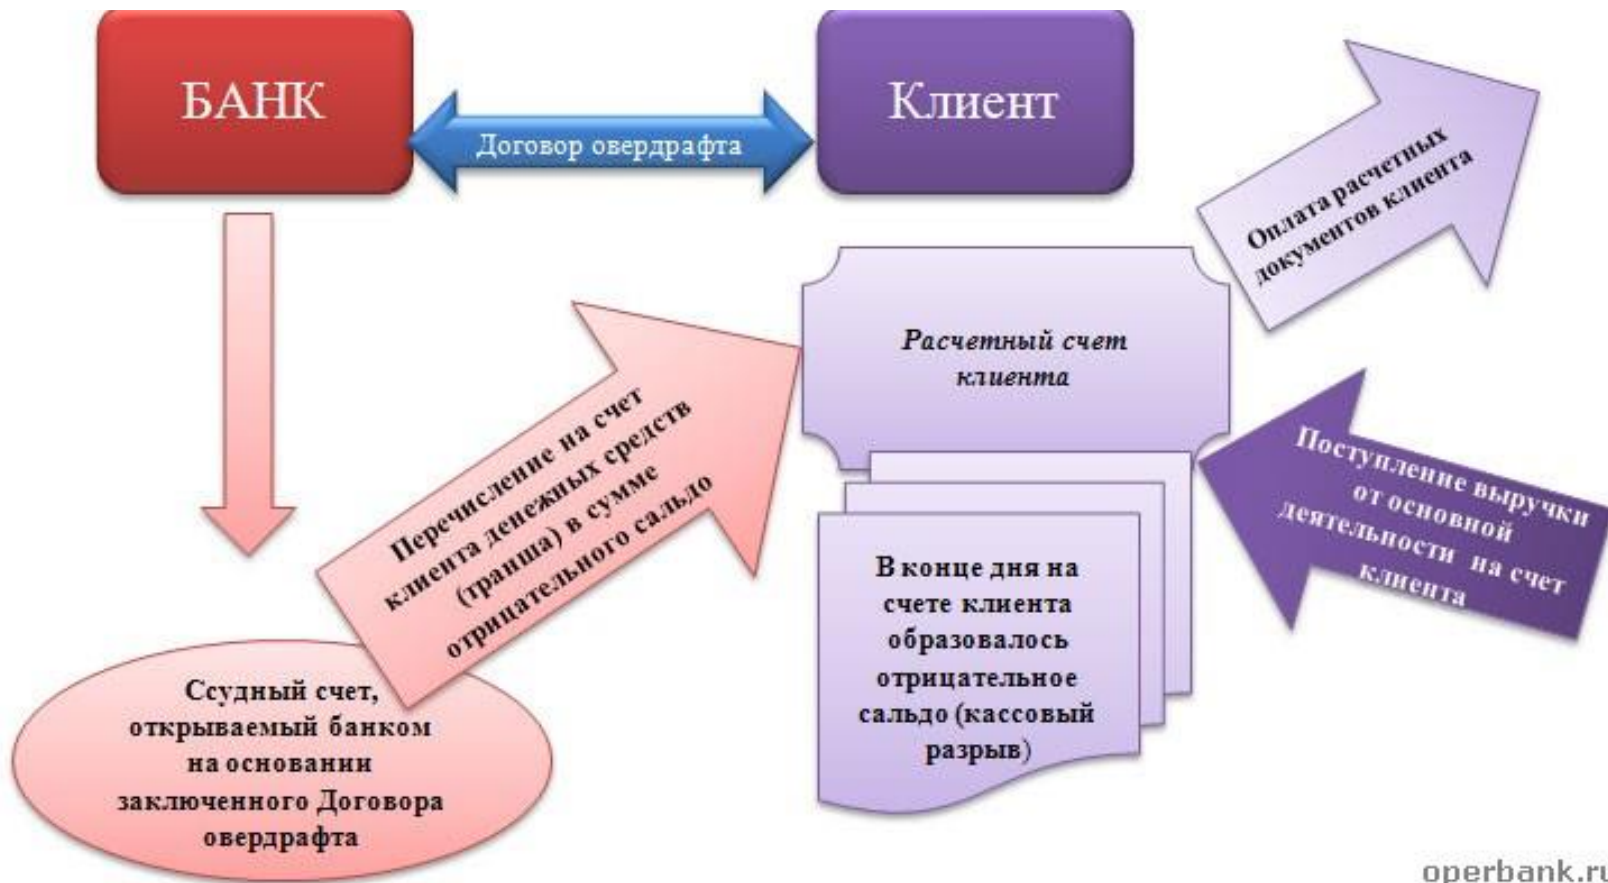 БАНК
Договор овердрафта
Клиент
Оплата расчетных
документов клиента
Расчетный счет
клиента
Перечисление на счет
клиента денежных средств
(транша) в сумме
отрицательного сальдо
Поступление выручки
от основной
деятельности на счет
клиента
В конце дня на
счете клиента
образовалось
отрицательное
сальдо (кассовый
разрыв)
Ссудный счет,
открываемый банком
на основании
заключенного Договора
овердрафта
operbank.ru